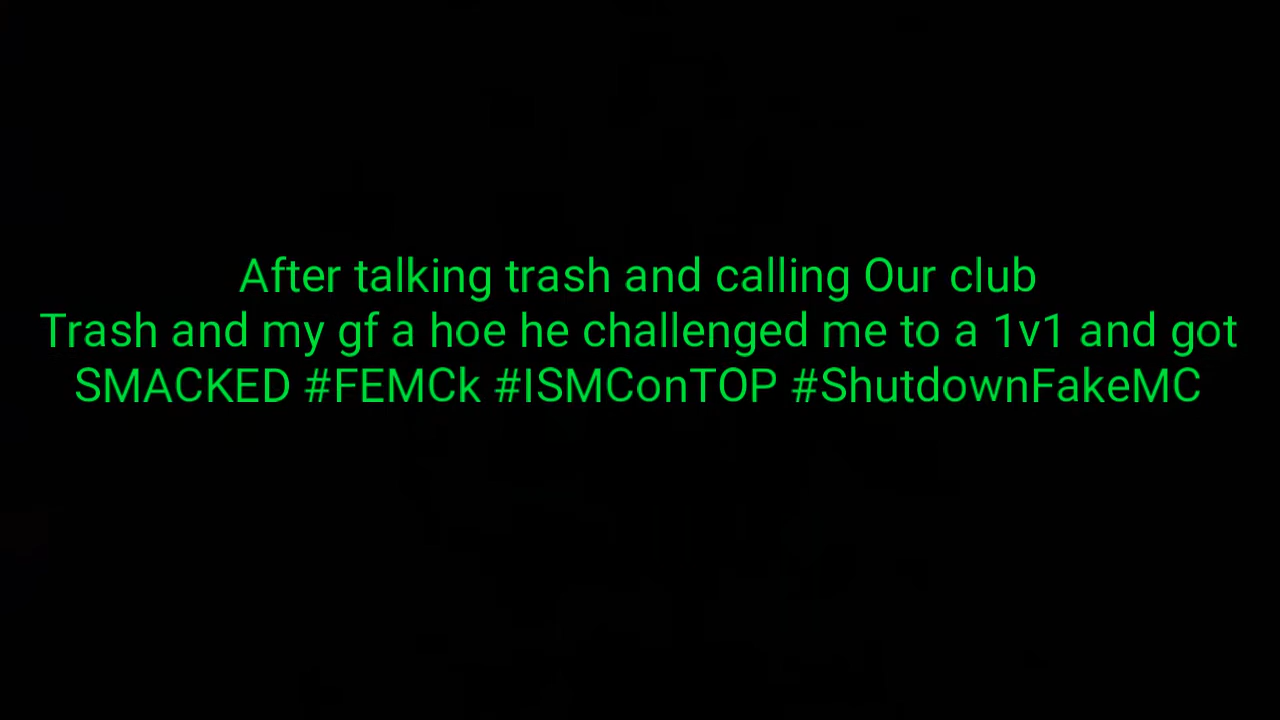 After talking trash and calling Our club
Trash and my gf a hoe he challenged me to a 1v1 and got
SMACKED #FEMCk #ISMConTOP #ShutdownFakeMC